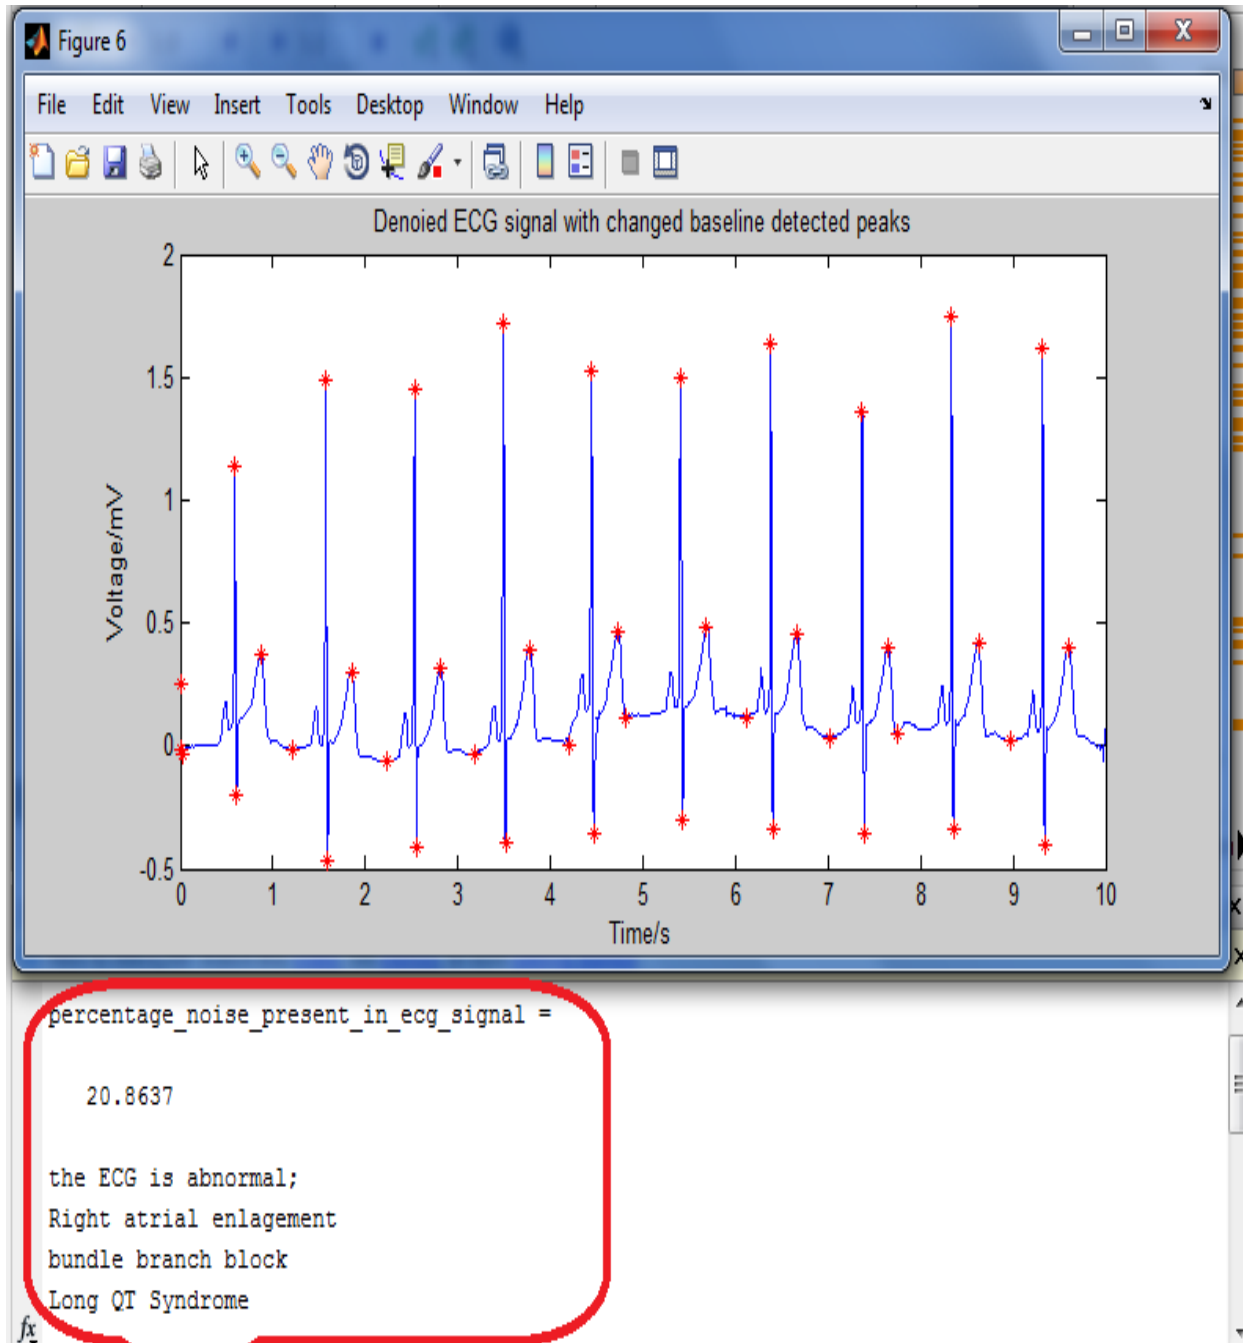 Figure 6
File Edit View Insert Tools Desktop Window Help
Denoied ECG signal with changed baseline detected peaks
2
1.5
1
0.5
0
-0.5
Voltage/mV
0 1 2 3 4 5 6 7 8 9 10
Time/s
percentage_noise_present_in_ecg_signal =
20.8637
the ECG is abnormal;
Right atrial enlagement
bundle branch block
Long QT Syndrome
fx